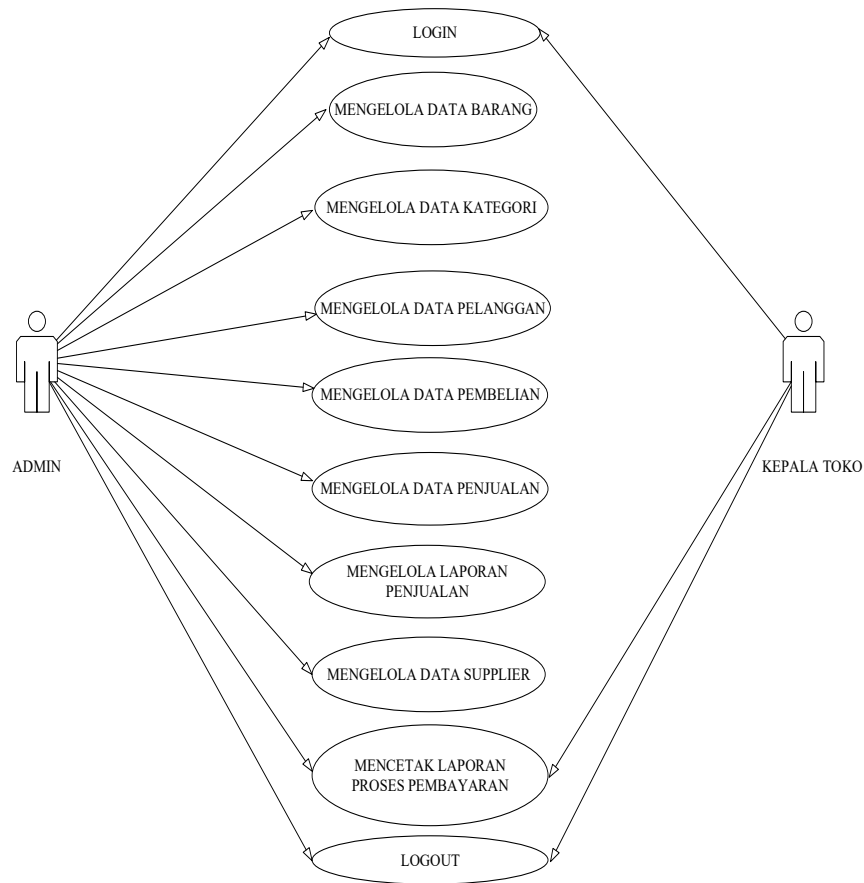 LOGIN
MENGELOLA DATA BARANG
MENGELOLA DATA KATEGORI
MENGELOLA DATA PELANGGAN
MENGELOLA DATA PEMBELIAN
ADMIN
KEPALA TOKO
MENGELOLA DATA PENJUALAN
MENGELOLA LAPORAN
PENJUALAN
MENGELOLA DATA SUPPLIER
MENCETAK LAPORAN
PROSES PEMBAYARAN
LOGOUT